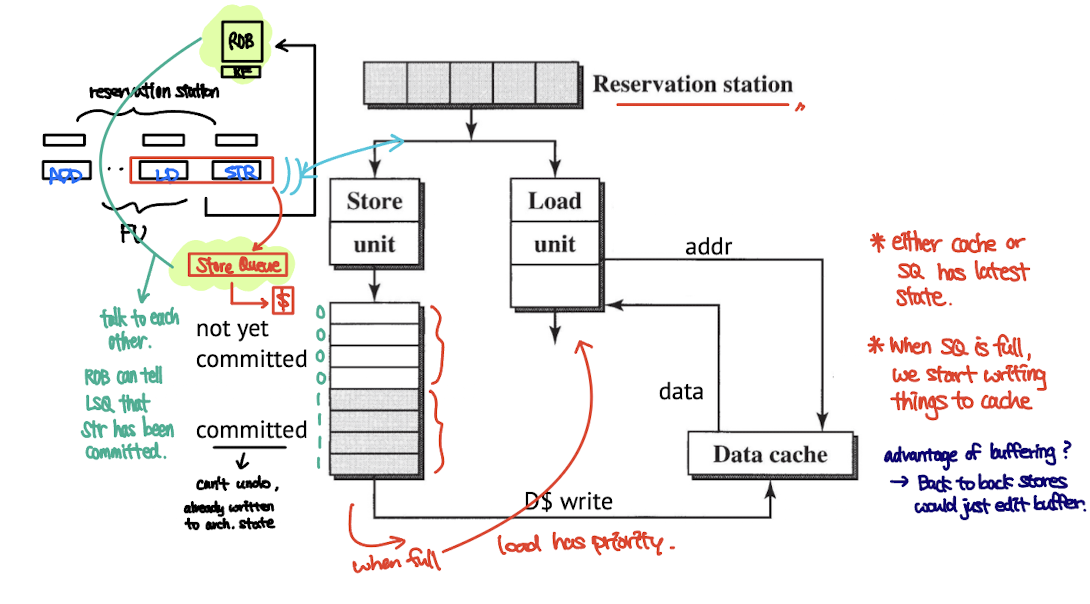 ROB
RF
reservation station
ADD
...
LD
STR
FU
Store Queue
$
talk to each
other.
ROB can tell
LSQ that
Str has been
committed.
Reservation station
Store
unit
Load
unit
addr
data
Data cache
D$ write
not yet
committed
0
0
0
0
committed
1
1
1
1
can't undo,
already written
to arch. state
when full
load has priority.
* either cache or
SQ has latest
state.
* When SQ is full,
we start writing
things to cache
advantage of buffering?
→ Back to back stores
would just edit buffer.